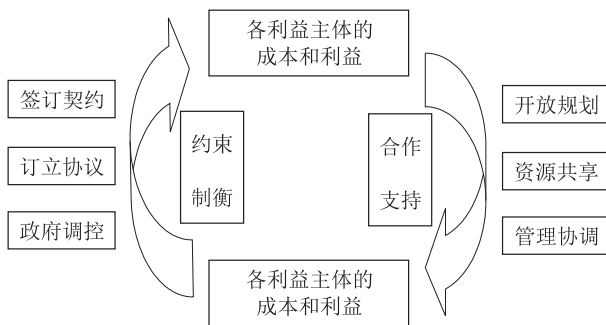 各利益主体的
成本和利益
签订契约
订立协议
政府调控
约束
制衡
合作
支持
开放规划
资源共享
管理协调
各利益主体的
成本和利益